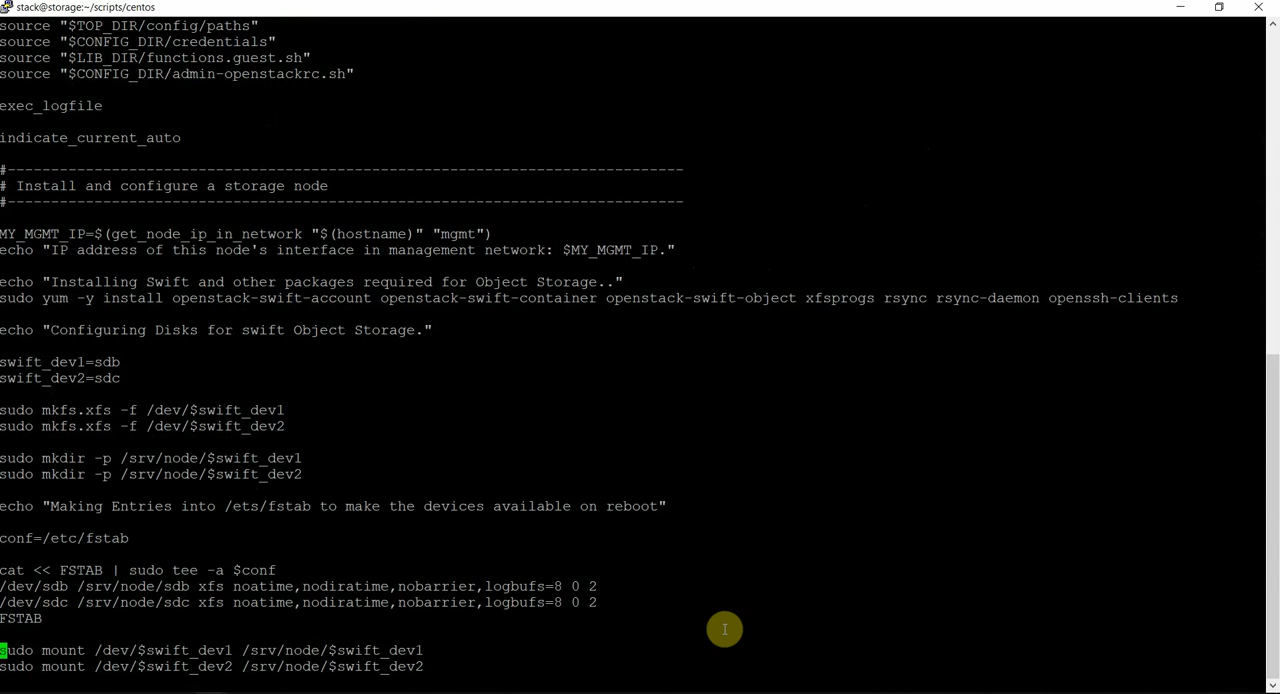 stack@storage:~/scripts/centos
source "$TOP_DIR/config/paths"
source "$CONFIG_DIR/credentials"
source "$LIB_DIR/functions.guest.sh"
source "$CONFIG_DIR/admin-openstackrc.sh"
exec_logfile
indicate_current_auto
#------------------------------------------------------------------------------
# Install and configure a storage node
#------------------------------------------------------------------------------
MY_MGMT_IP=$(get_node_ip_in_network "$(hostname)" "mgmt")
echo "IP address of this node's interface in management network: $MY_MGMT_IP."
echo "Installing Swift and other packages required for Object Storage.."
sudo yum -y install openstack-swift-account openstack-swift-container openstack-swift-object xfsprogs rsync rsync-daemon openssh-clients
echo "Configuring Disks for swift Object Storage."
swift_dev1=sdb
swift_dev2=sdc
sudo mkfs.xfs -f /dev/$swift_dev1
sudo mkfs.xfs -f /dev/$swift_dev2
sudo mkdir -p /srv/node/$swift_dev1
sudo mkdir -p /srv/node/$swift_dev2
echo "Making Entries into /ets/fstab to make the devices available on reboot"
conf=/etc/fstab
cat << FSTAB | sudo tee -a $conf
/dev/sdb /srv/node/sdb xfs noatime,nodiratime,nobarrier,logbufs=8 0 2
/dev/sdc /srv/node/sdc xfs noatime,nodiratime,nobarrier,logbufs=8 0 2
FSTAB
sudo mount /dev/$swift_dev1 /srv/node/$swift_dev1
sudo mount /dev/$swift_dev2 /srv/node/$swift_dev2